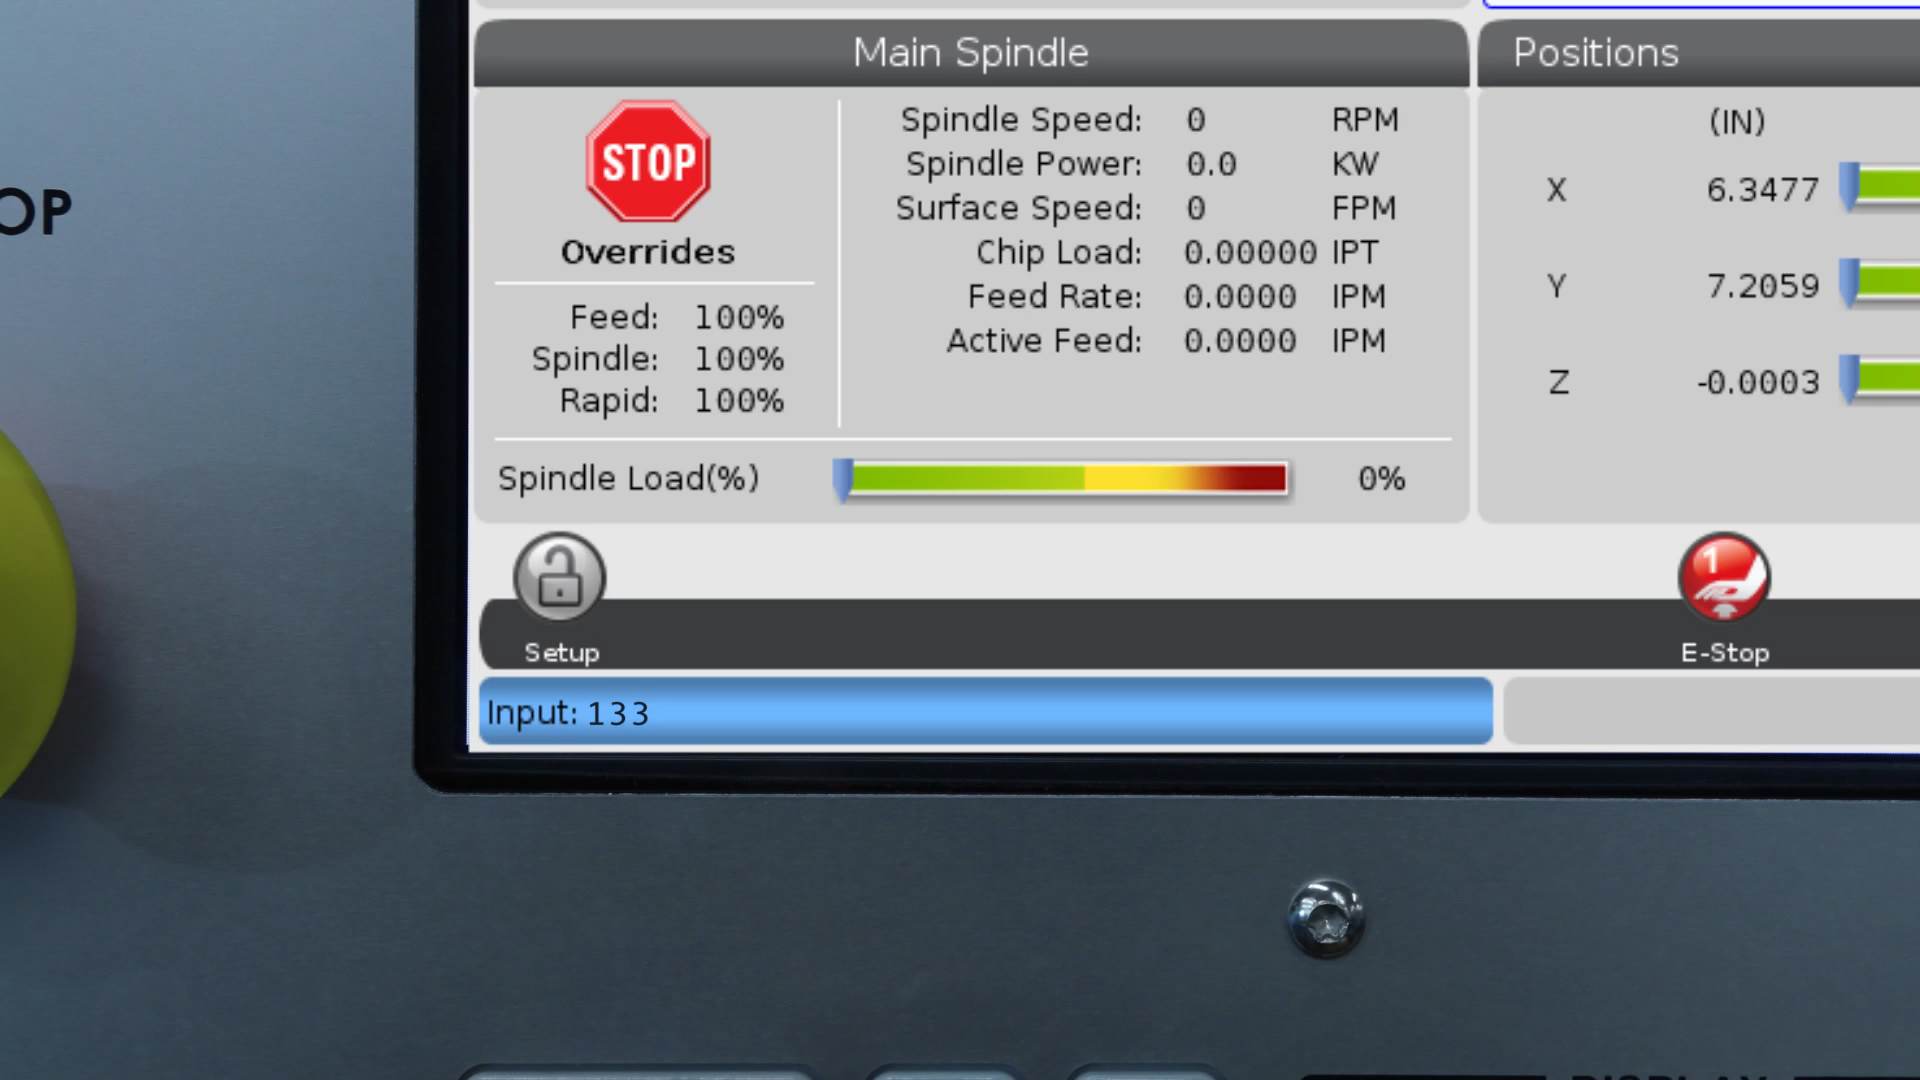 OP
Main Spindle
STOP
Overrides
Feed: 100%
Spindle: 100%
Rapid: 100%
Spindle Speed: 0 RPM
Spindle Power: 0.0 KW
Surface Speed: 0 FPM
Chip Load: 0.00000 IPT
Feed Rate: 0.0000 IPM
Active Feed: 0.0000 IPM
Spindle Load(%) 0%
Positions
(IN)
X 6.3477
Y 7.2059
Z -0.0003
Setup
1
E-Stop
Input: 133